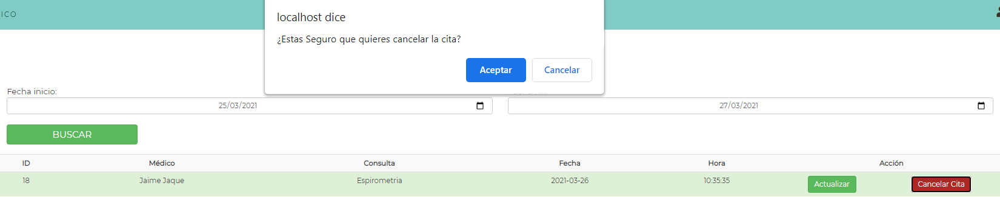 ICO
localhost dice
¿Estas Seguro que quieres cancelar la cita?
Aceptar Cancelar
Fecha inicio:
25/03/2021 27/03/2021
BUSCAR
ID Médico Consulta Fecha Hora Acción
18 Jaime Jaque Espirometria 2021-03-26 10:35:35 Actualizar Cancelar Cita